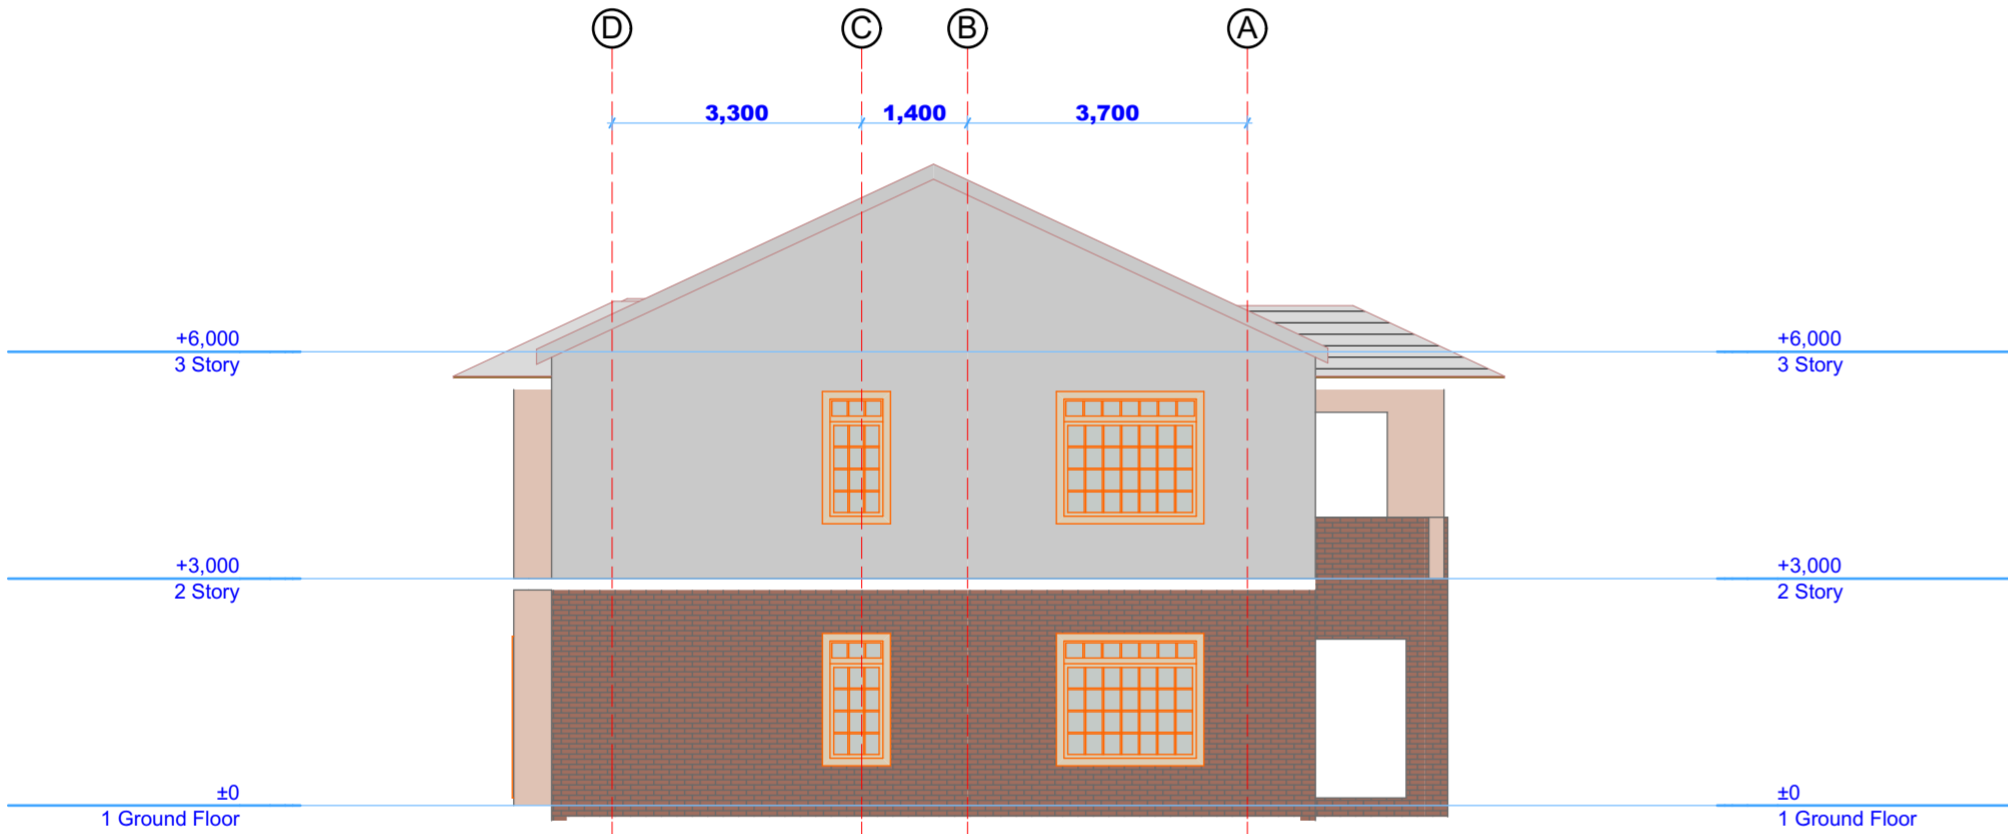 D C B A
3,300 1,400 3,700
+6,000 +6,000
3 Story 3 Story
+3,000 +3,000
2 Story 2 Story
±0 ±0
1 Ground Floor 1 Ground Floor